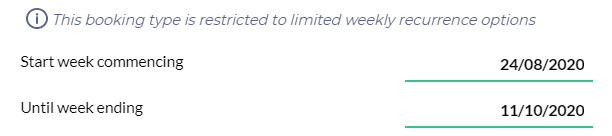 This booking type is restricted to limited weekly recurrence options
Start week commencing 24/08/2020
Until week ending 11/10/2020